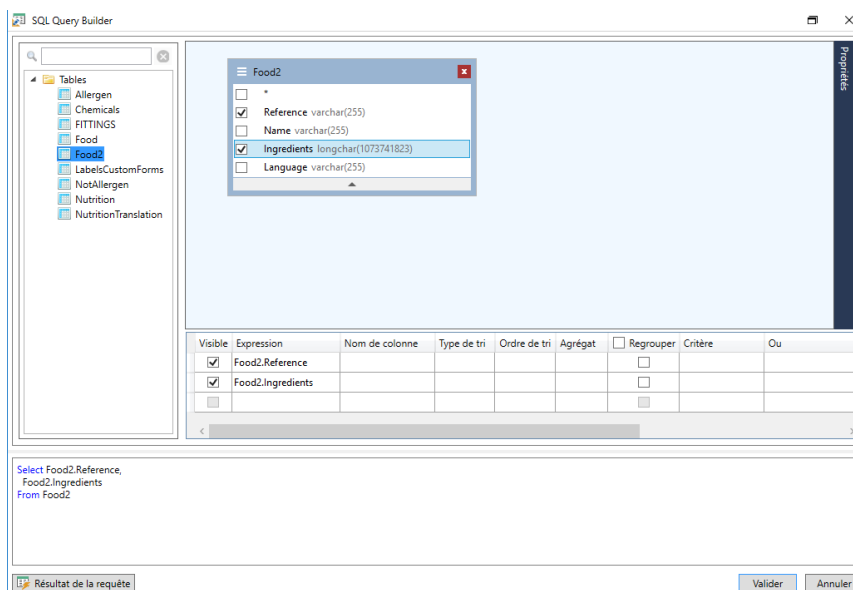 SQL Query Builder
Tables
Allergen
Chemicals
FITTINGS
Food
Food2
LabelsCustomForms
NotAllergen
Nutrition
NutritionTranslation
Food2
*
Reference varchar(255)
Name varchar(255)
Ingredients longchar(1073741823)
Language varchar(255)
Propriétés
Visible Expression Nom de colonne Type de tri Ordre de tri Agrégat Regrouper Critère Ou
Food2.Reference
Food2.Ingredients
Select Food2.Reference,
Food2.Ingredients
From Food2
Résultat de la requête
Valider
Annuler